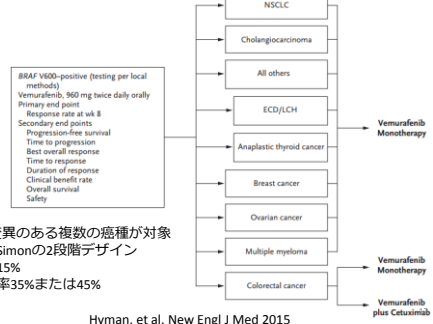 NSCLC
Cholangiocarcinoma
All others
ECD/LCH
Anaplastic thyroid cancer
Breast cancer
Ovarian cancer
Multiple myeloma
Colorectal cancer
BRAF V600–positive (testing per local
methods)
Vemurafenib, 960 mg twice daily orally
Primary end point
Response rate at wk 8
Secondary end points
Progression-free survival
Time to progression
Best overall response
Time to response
Duration of response
Clinical benefit rate
Overall survival
Safety
Vemurafenib
Monotherapy
Vemurafenib
Monotherapy
Vemurafenib
plus Cetuximab
異のある複数の癌種が対象
Simonの2段階デザイン
15%
率35%または45%
Hyman, et al. New Engl J Med 2015